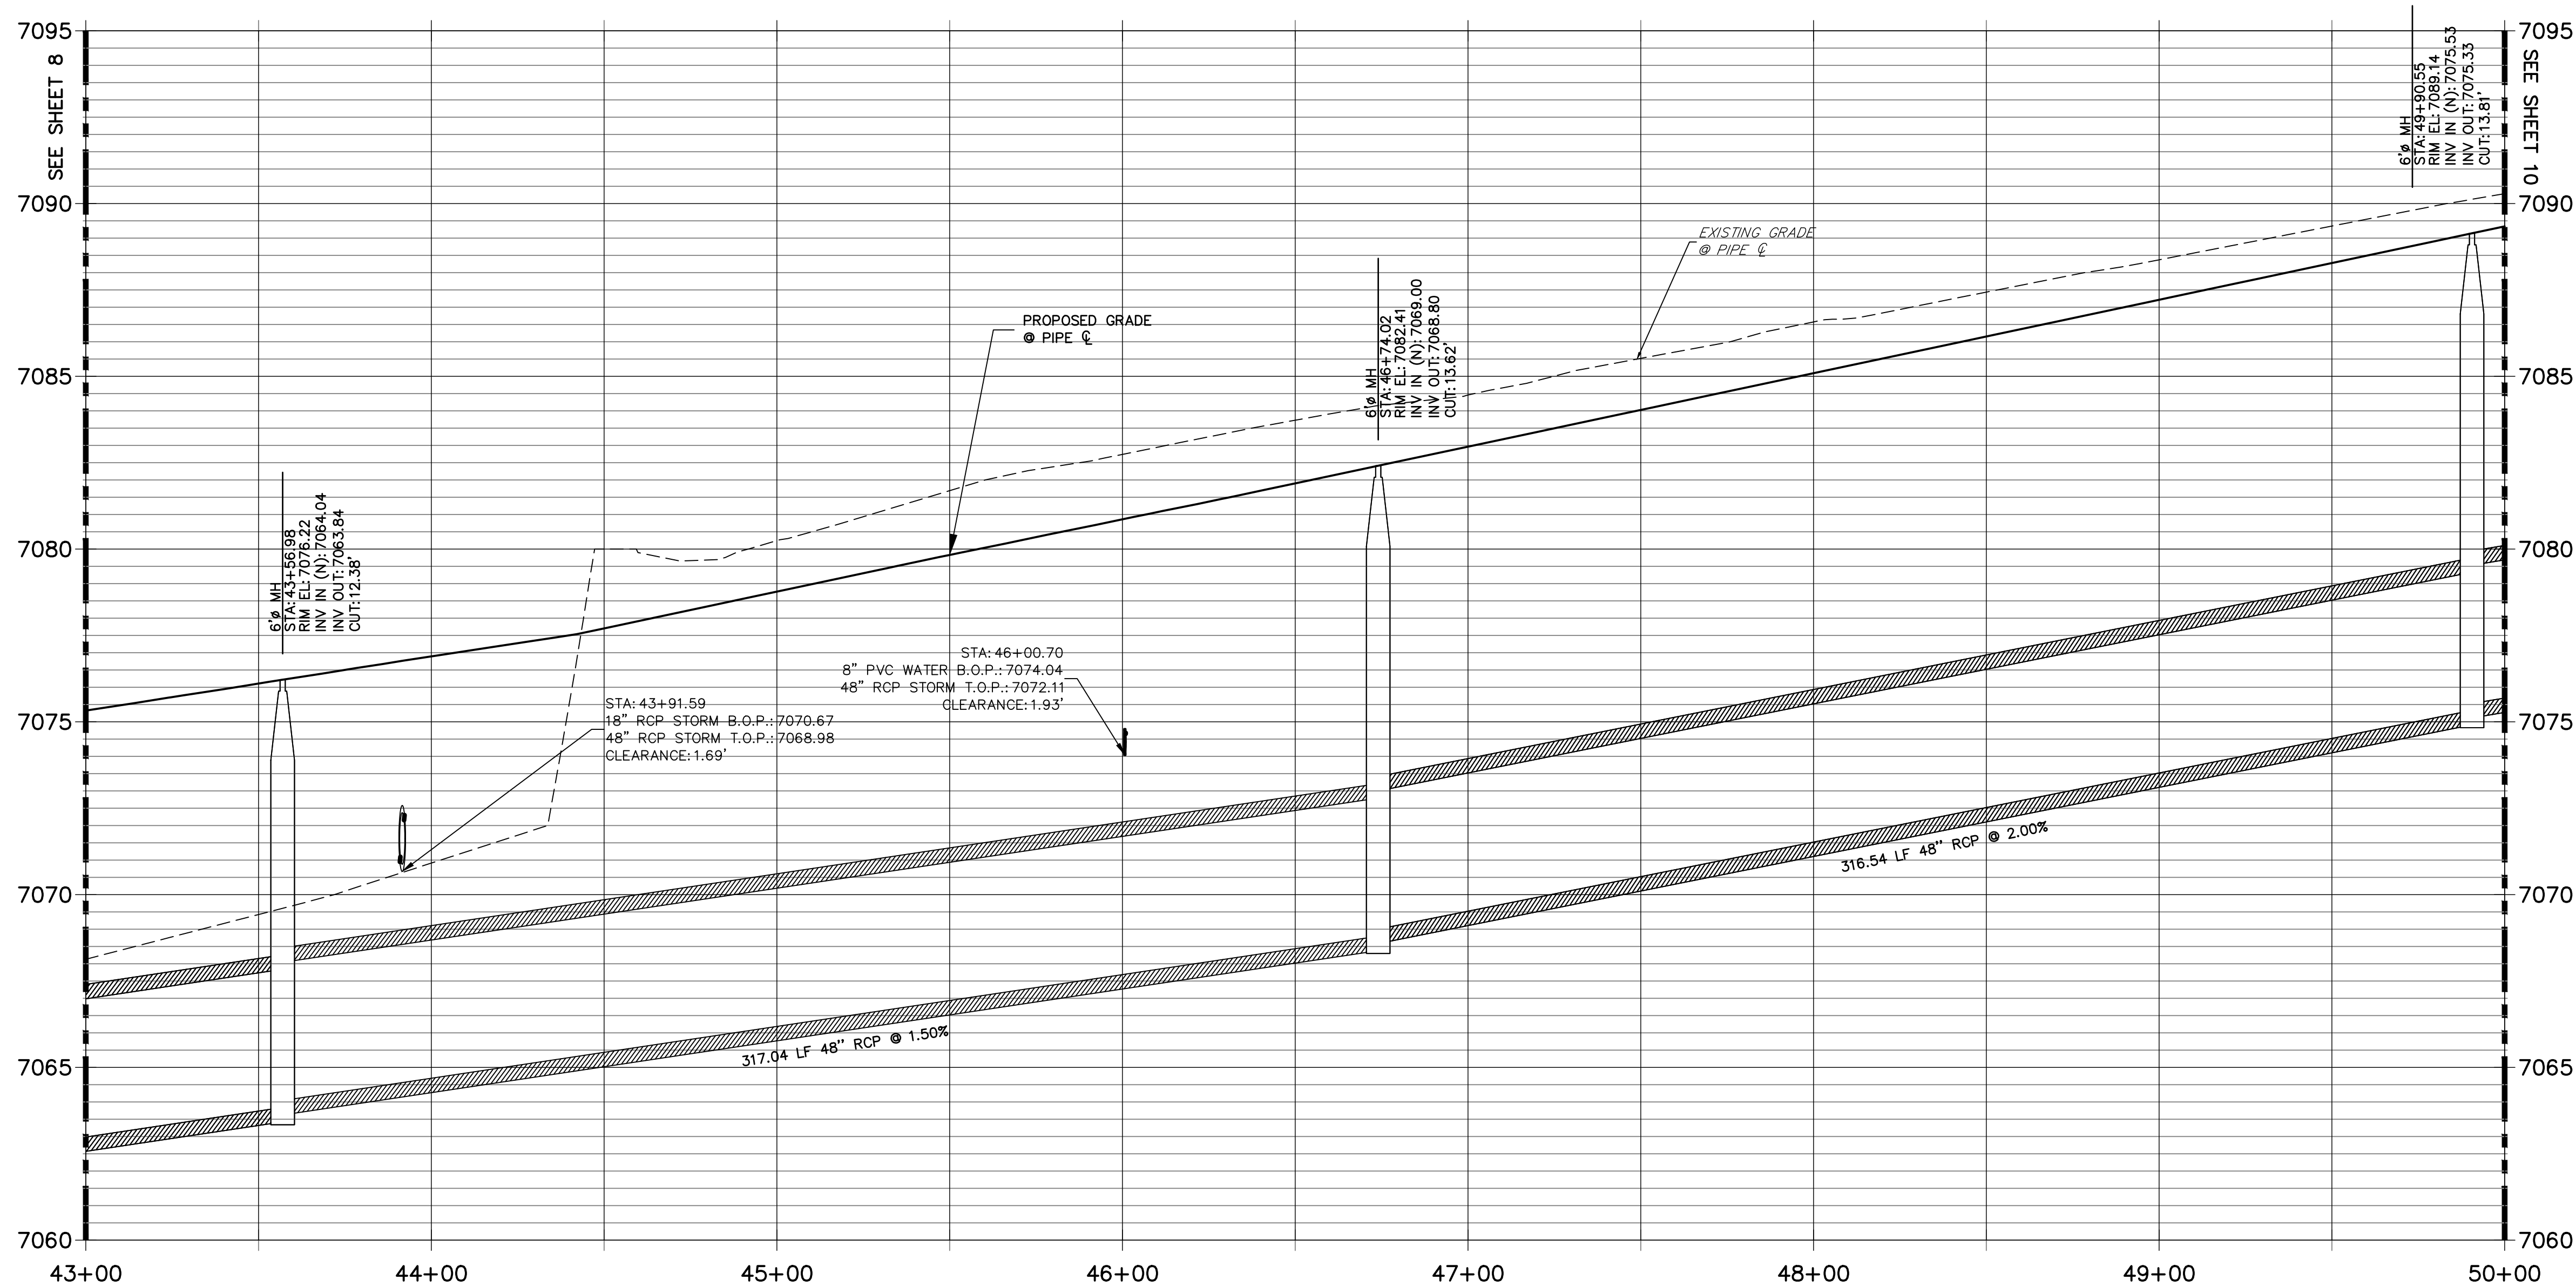 7095
7090
7085
7080
7075
7070
7065
7060
SEE SHEET 8
6'ø MH
STA: 43+56.98
RIM EL: 7076.22
INV IN (N): 7064.04
INV OUT: 7063.84
CUT: 12.38'
STA: 43+91.59
18" RCP STORM B.O.P.: 7070.67
48" RCP STORM T.O.P.: 7068.98
CLEARANCE: 1.69'
PROPOSED GRADE
@ PIPE ℄
STA: 46+00.70
8" PVC WATER B.O.P.: 7074.04
48" RCP STORM T.O.P.: 7072.11
CLEARANCE: 1.93'
317.04 LF 48" RCP @ 1.50%
6'ø MH
STA: 46+74.02
RIM EL: 7082.41
INV IN (N): 7069.00
INV OUT: 7068.80
CUT: 13.62'
EXISTING GRADE
@ PIPE ℄
316.54 LF 48" RCP @ 2.00%
6'ø MH
STA: 49+90.55
RIM EL: 7089.14
INV IN (N): 7075.53
INV OUT: 7075.33
CUT: 13.81'
SEE SHEET 10
7095
7090
7085
7080
7075
7070
7065
7060
43+00 44+00 45+00 46+00 47+00 48+00 49+00 50+00